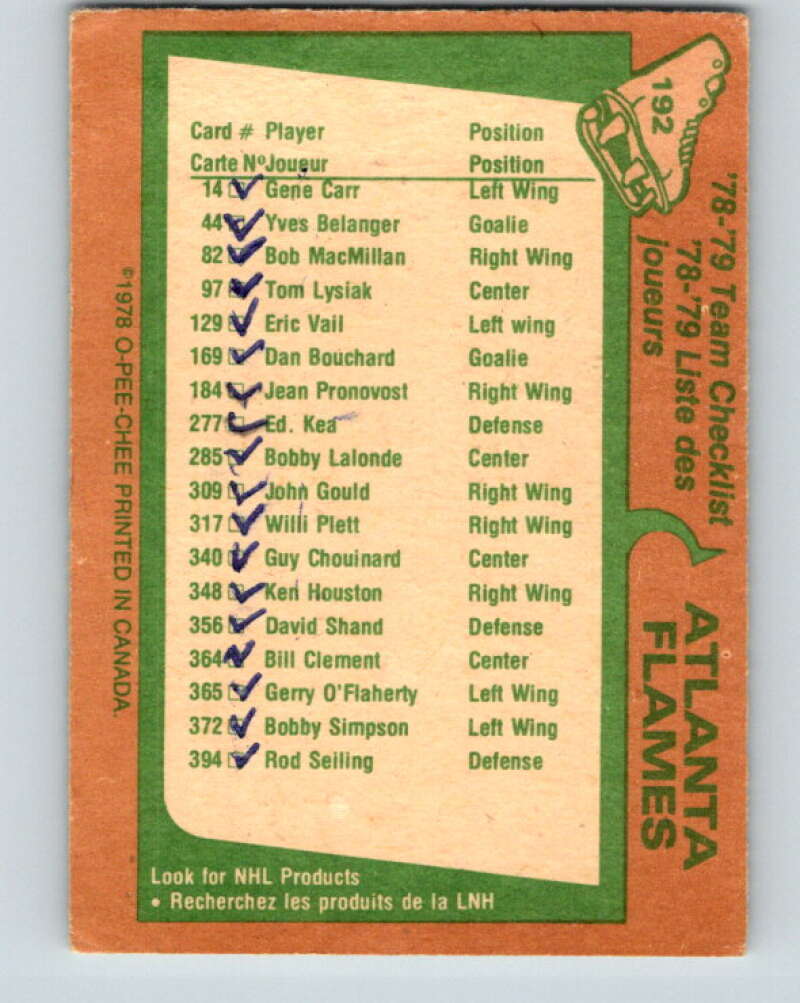 192
'78-'79 Team Checklist
'78-'79 Liste des
joueurs
ATLANTA
FLAMES
Card # Player Position
Carte Nº Joueur Position
14 ✓ Gene Carr Left Wing
44 ✓ Yves Belanger Goalie
82 ✓ Bob MacMillan Right Wing
97 ✓ Tom Lysiak Center
129 ✓ Eric Vail Left wing
169 ✓ Dan Bouchard Goalie
184 ✓ Jean Pronovost Right Wing
277 ✓ Ed. Kea Defense
285 ✓ Bobby Lalonde Center
309 ✓ John Gould Right Wing
317 ✓ Willi Plett Right Wing
340 ✓ Guy Chouinard Center
348 ✓ Ken Houston Right Wing
356 ✓ David Shand Defense
364 ✓ Bill Clement Center
365 ✓ Gerry O'Flaherty Left Wing
372 ✓ Bobby Simpson Left Wing
394 ✓ Rod Seiling Defense
Look for NHL Products
• Recherchez les produits de la LNH
©1978 O-PEE-CHEE PRINTED IN CANADA.